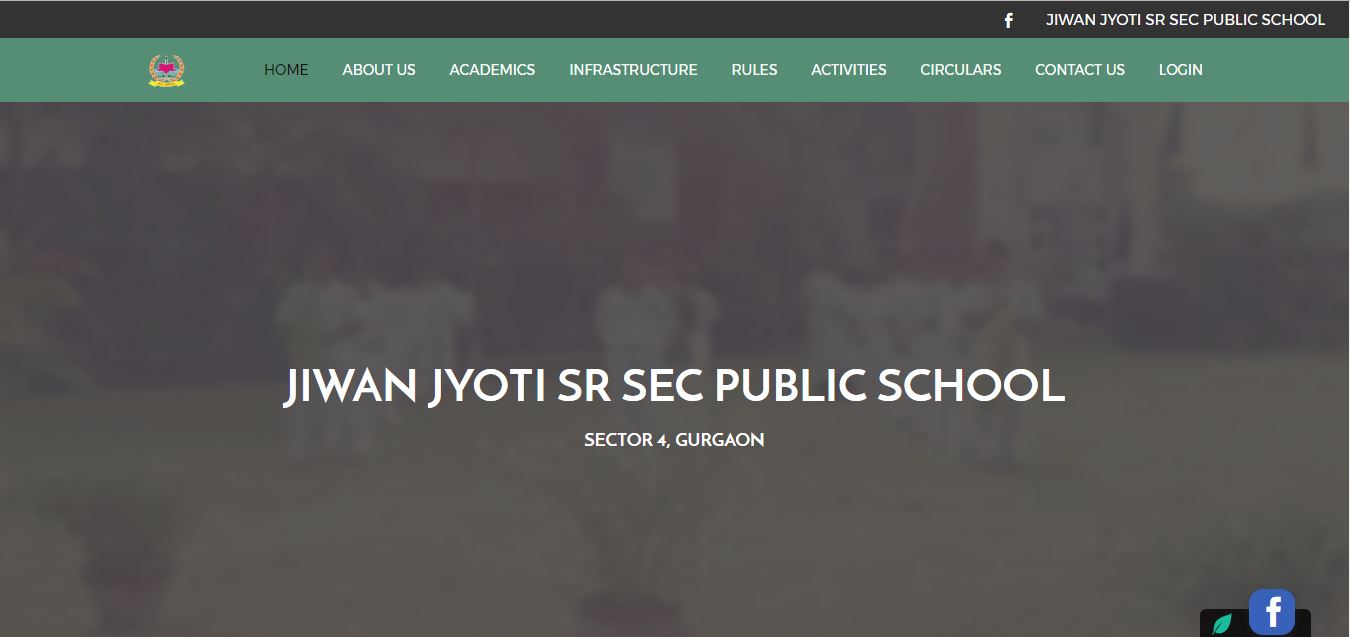 JIWAN JYOTI SR SEC PUBLIC SCHOOL
HOME ABOUT US ACADEMICS INFRASTRUCTURE RULES ACTIVITIES CIRCULARS CONTACT US LOGIN
JIWAN JYOTI SR SEC PUBLIC SCHOOL
SECTOR 4, GURGAON